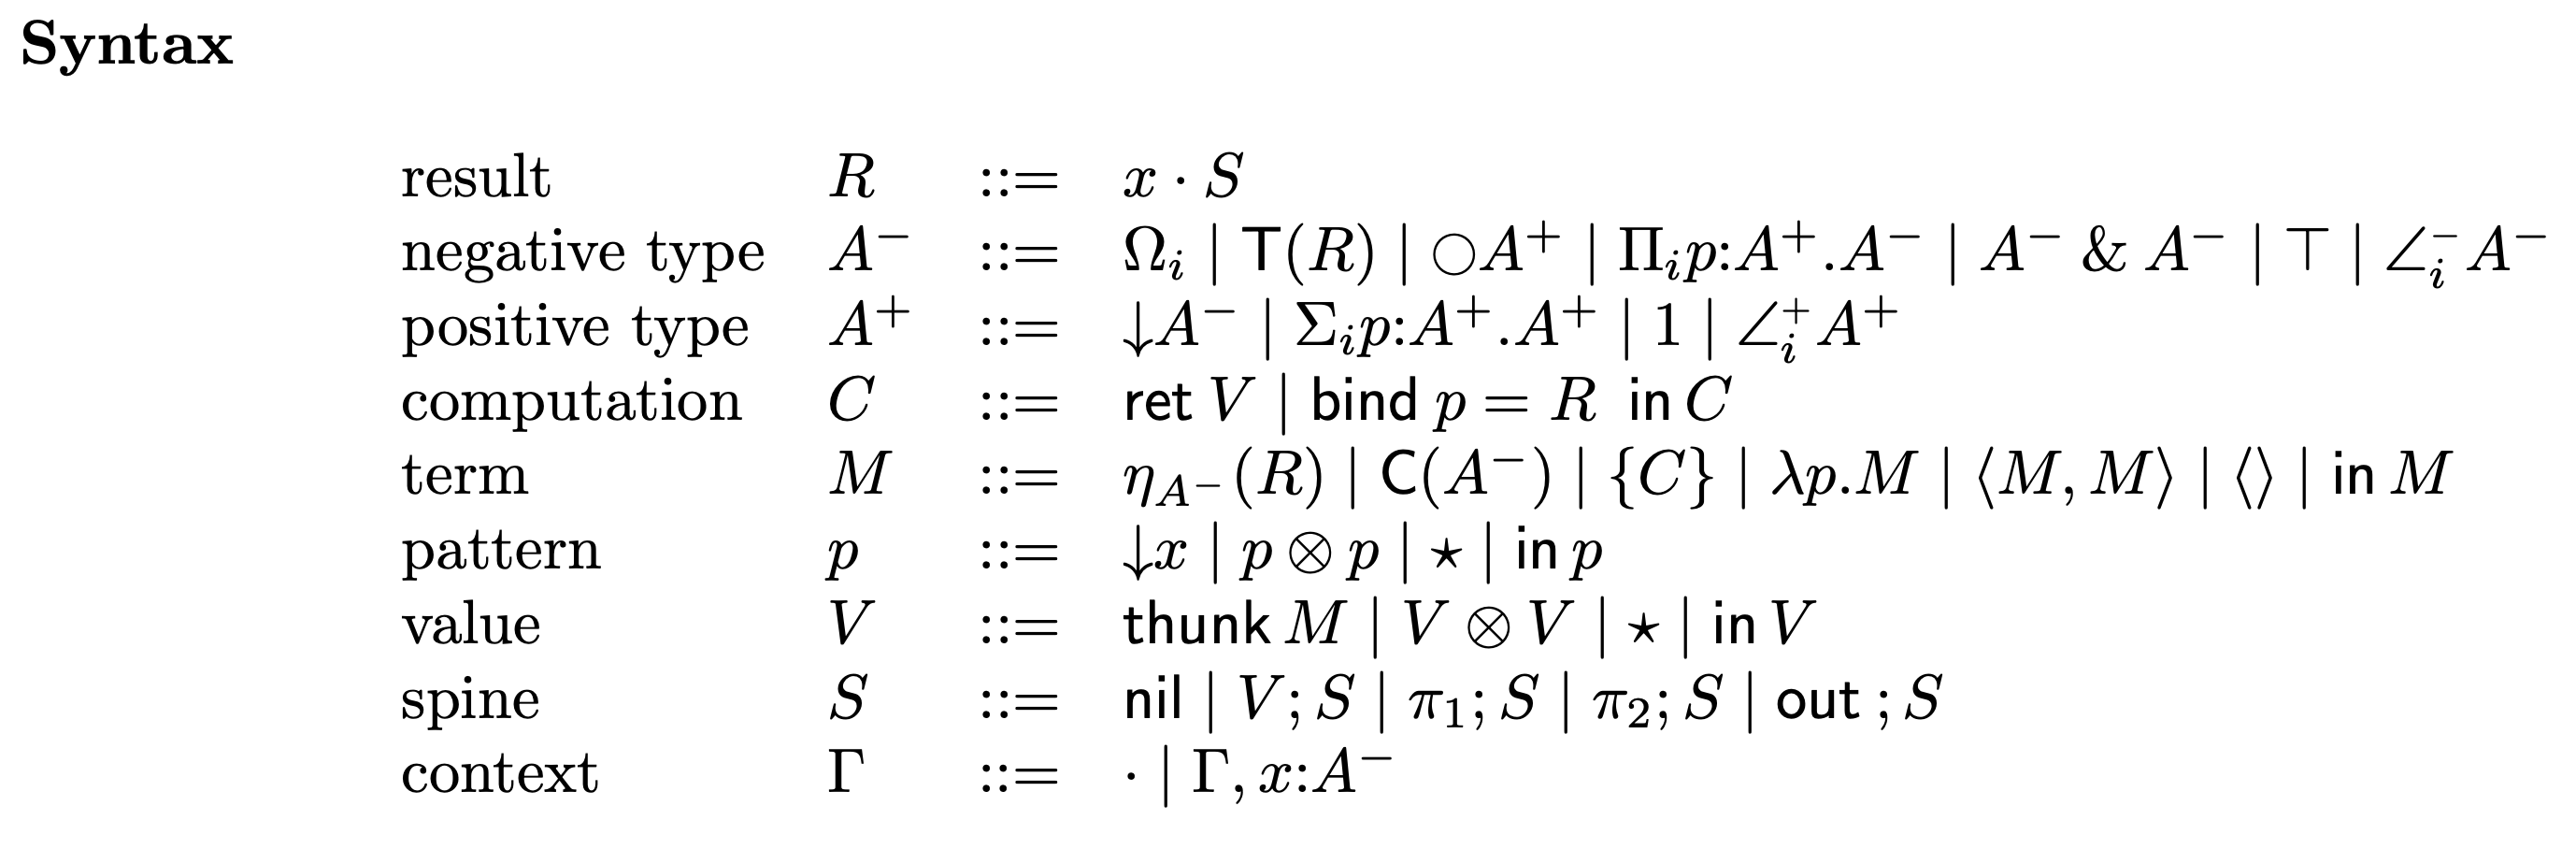 Syntax
result R ::= x · S
negative type A⁻ ::= Ωᵢ | T(R) | ○A⁺ | Πᵢp:A⁺.A⁻ | A⁻ & A⁻ | ⊤ | ∠ᵢ⁻A⁻
positive type A⁺ ::= ↓A⁻ | Σᵢp:A⁺.A⁺ | 1 | ∠ᵢ⁺A⁺
computation C ::= ret V | bind p = R in C
term M ::= η_{A⁻}(R) | C(A⁻) | {C} | λp.M | ⟨M, M⟩ | ⟨⟩ | in M
pattern p ::= ↓x | p ⊗ p | ⋆ | in p
value V ::= thunk M | V ⊗ V | ⋆ | in V
spine S ::= nil | V; S | π₁; S | π₂; S | out ; S
context Γ ::= · | Γ, x:A⁻